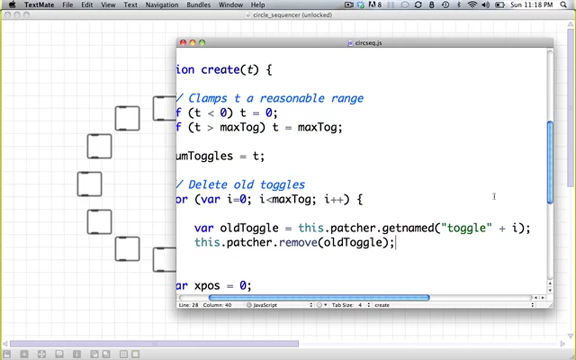 TextMate File Edit View Text Navigation Bundles Window Help
8 Sun 11:18 PM
circle_sequencer (unlocked)
circseq.js
ion create(t) {
/ Clamps t a reasonable range
f (t < 0) t = 0;
f (t > maxTog) t = maxTog;
umToggles = t;
/ Delete old toggles
or (var i=0; i<maxTog; i++) {
var oldToggle = this.patcher.getnamed("toggle" + i);
this.patcher.remove(oldToggle);
var xpos = 0;
Line: 28 Column: 40 JavaScript Tab Size: 4 create